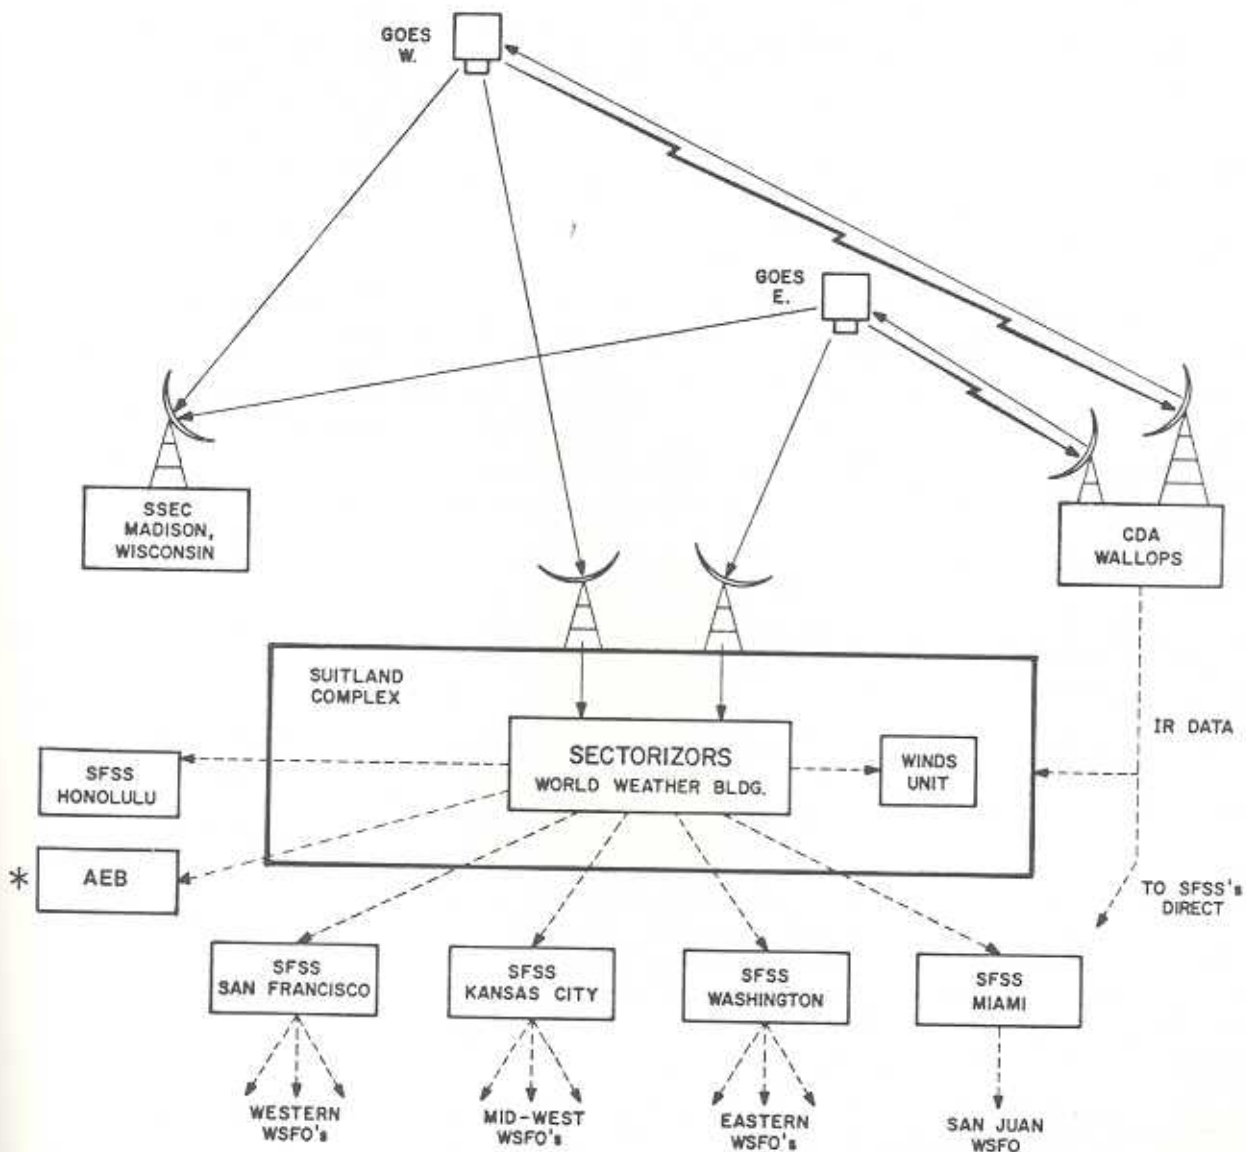 GOES
W.
GOES
E.
SSEC
MADISON,
WISCONSIN
CDA
WALLOPS
SUITLAND
COMPLEX
SECTORIZORS
WORLD WEATHER BLDG.
WINDS
UNIT
IR DATA
SFSS
HONOLULU
* AEB
TO SFSS's
DIRECT
SFSS
SAN FRANCISCO
SFSS
KANSAS CITY
SFSS
WASHINGTON
SFSS
MIAMI
WESTERN
WSFO's
MID-WEST
WSFO's
EASTERN
WSFO's
SAN JUAN
WSFO